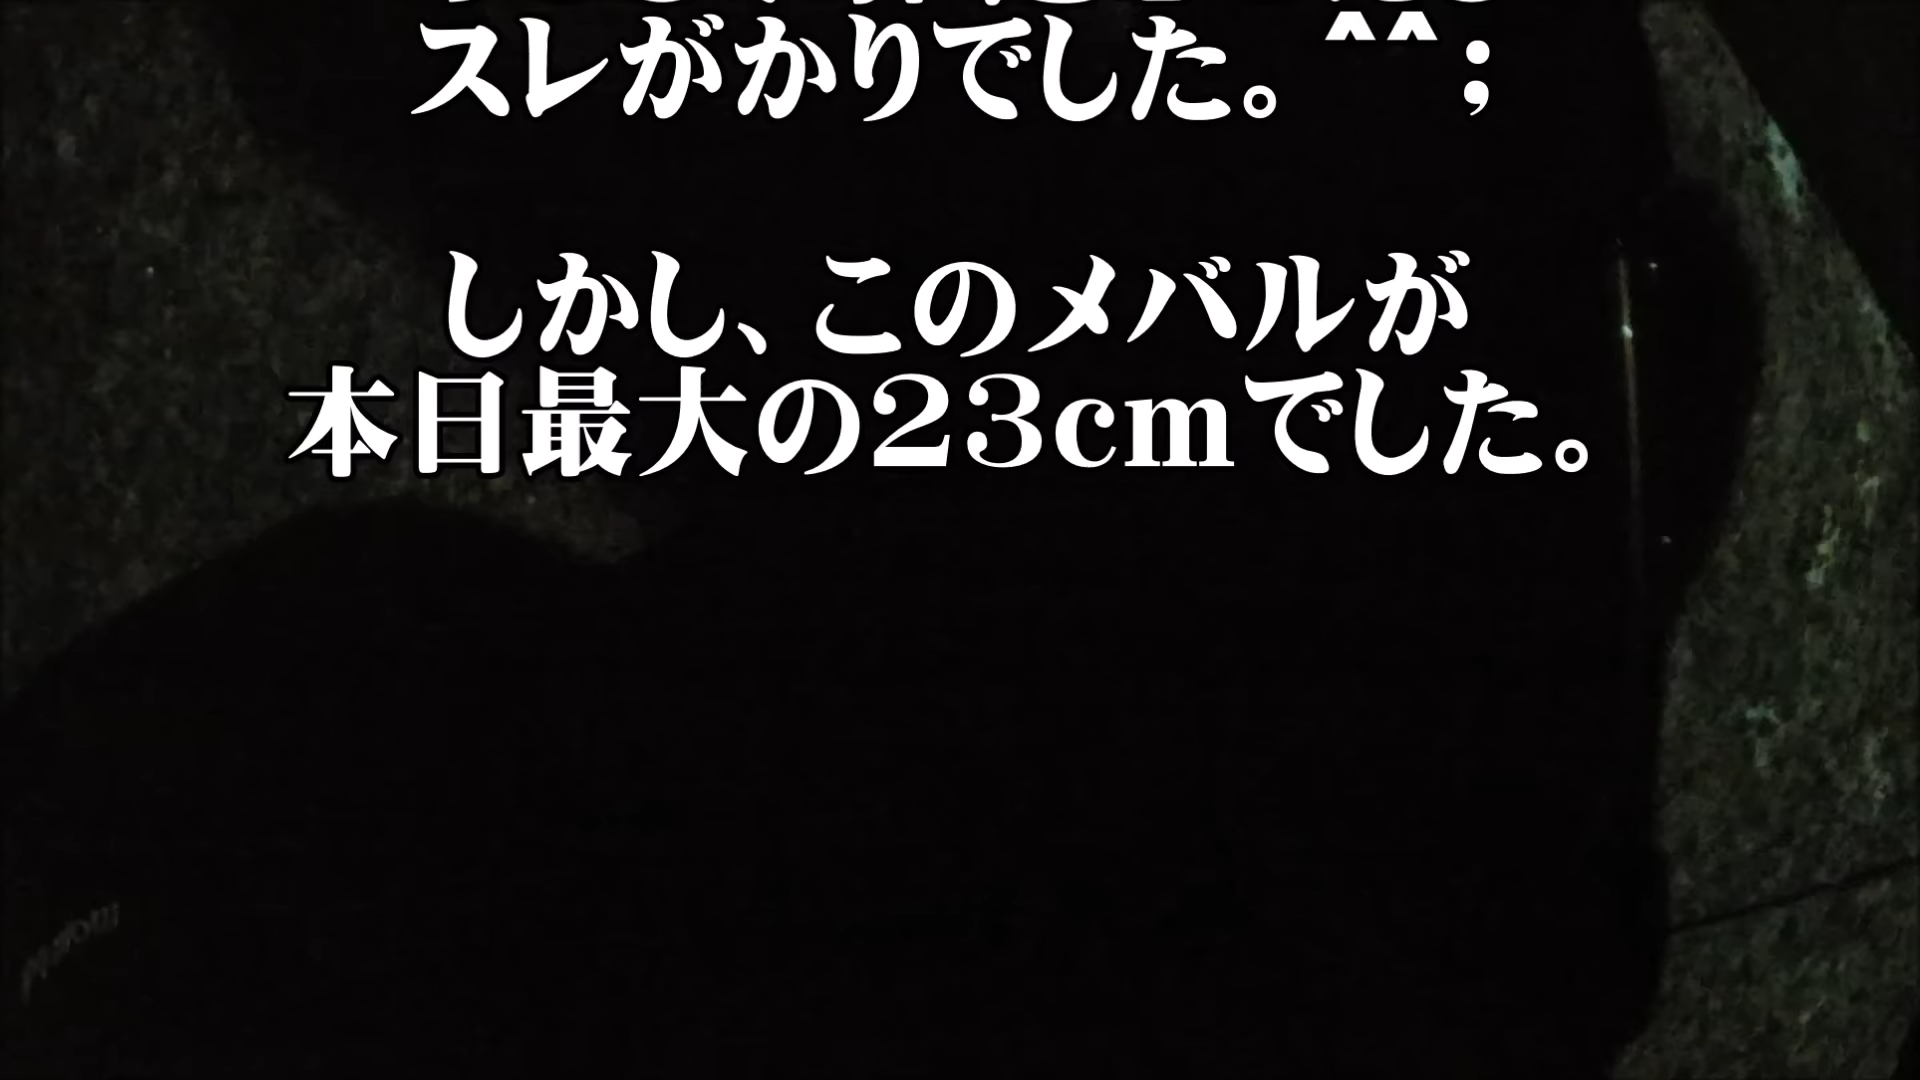 スレがかりでした。^^;
しかし、このメバルが
本日最大の23cmでした。